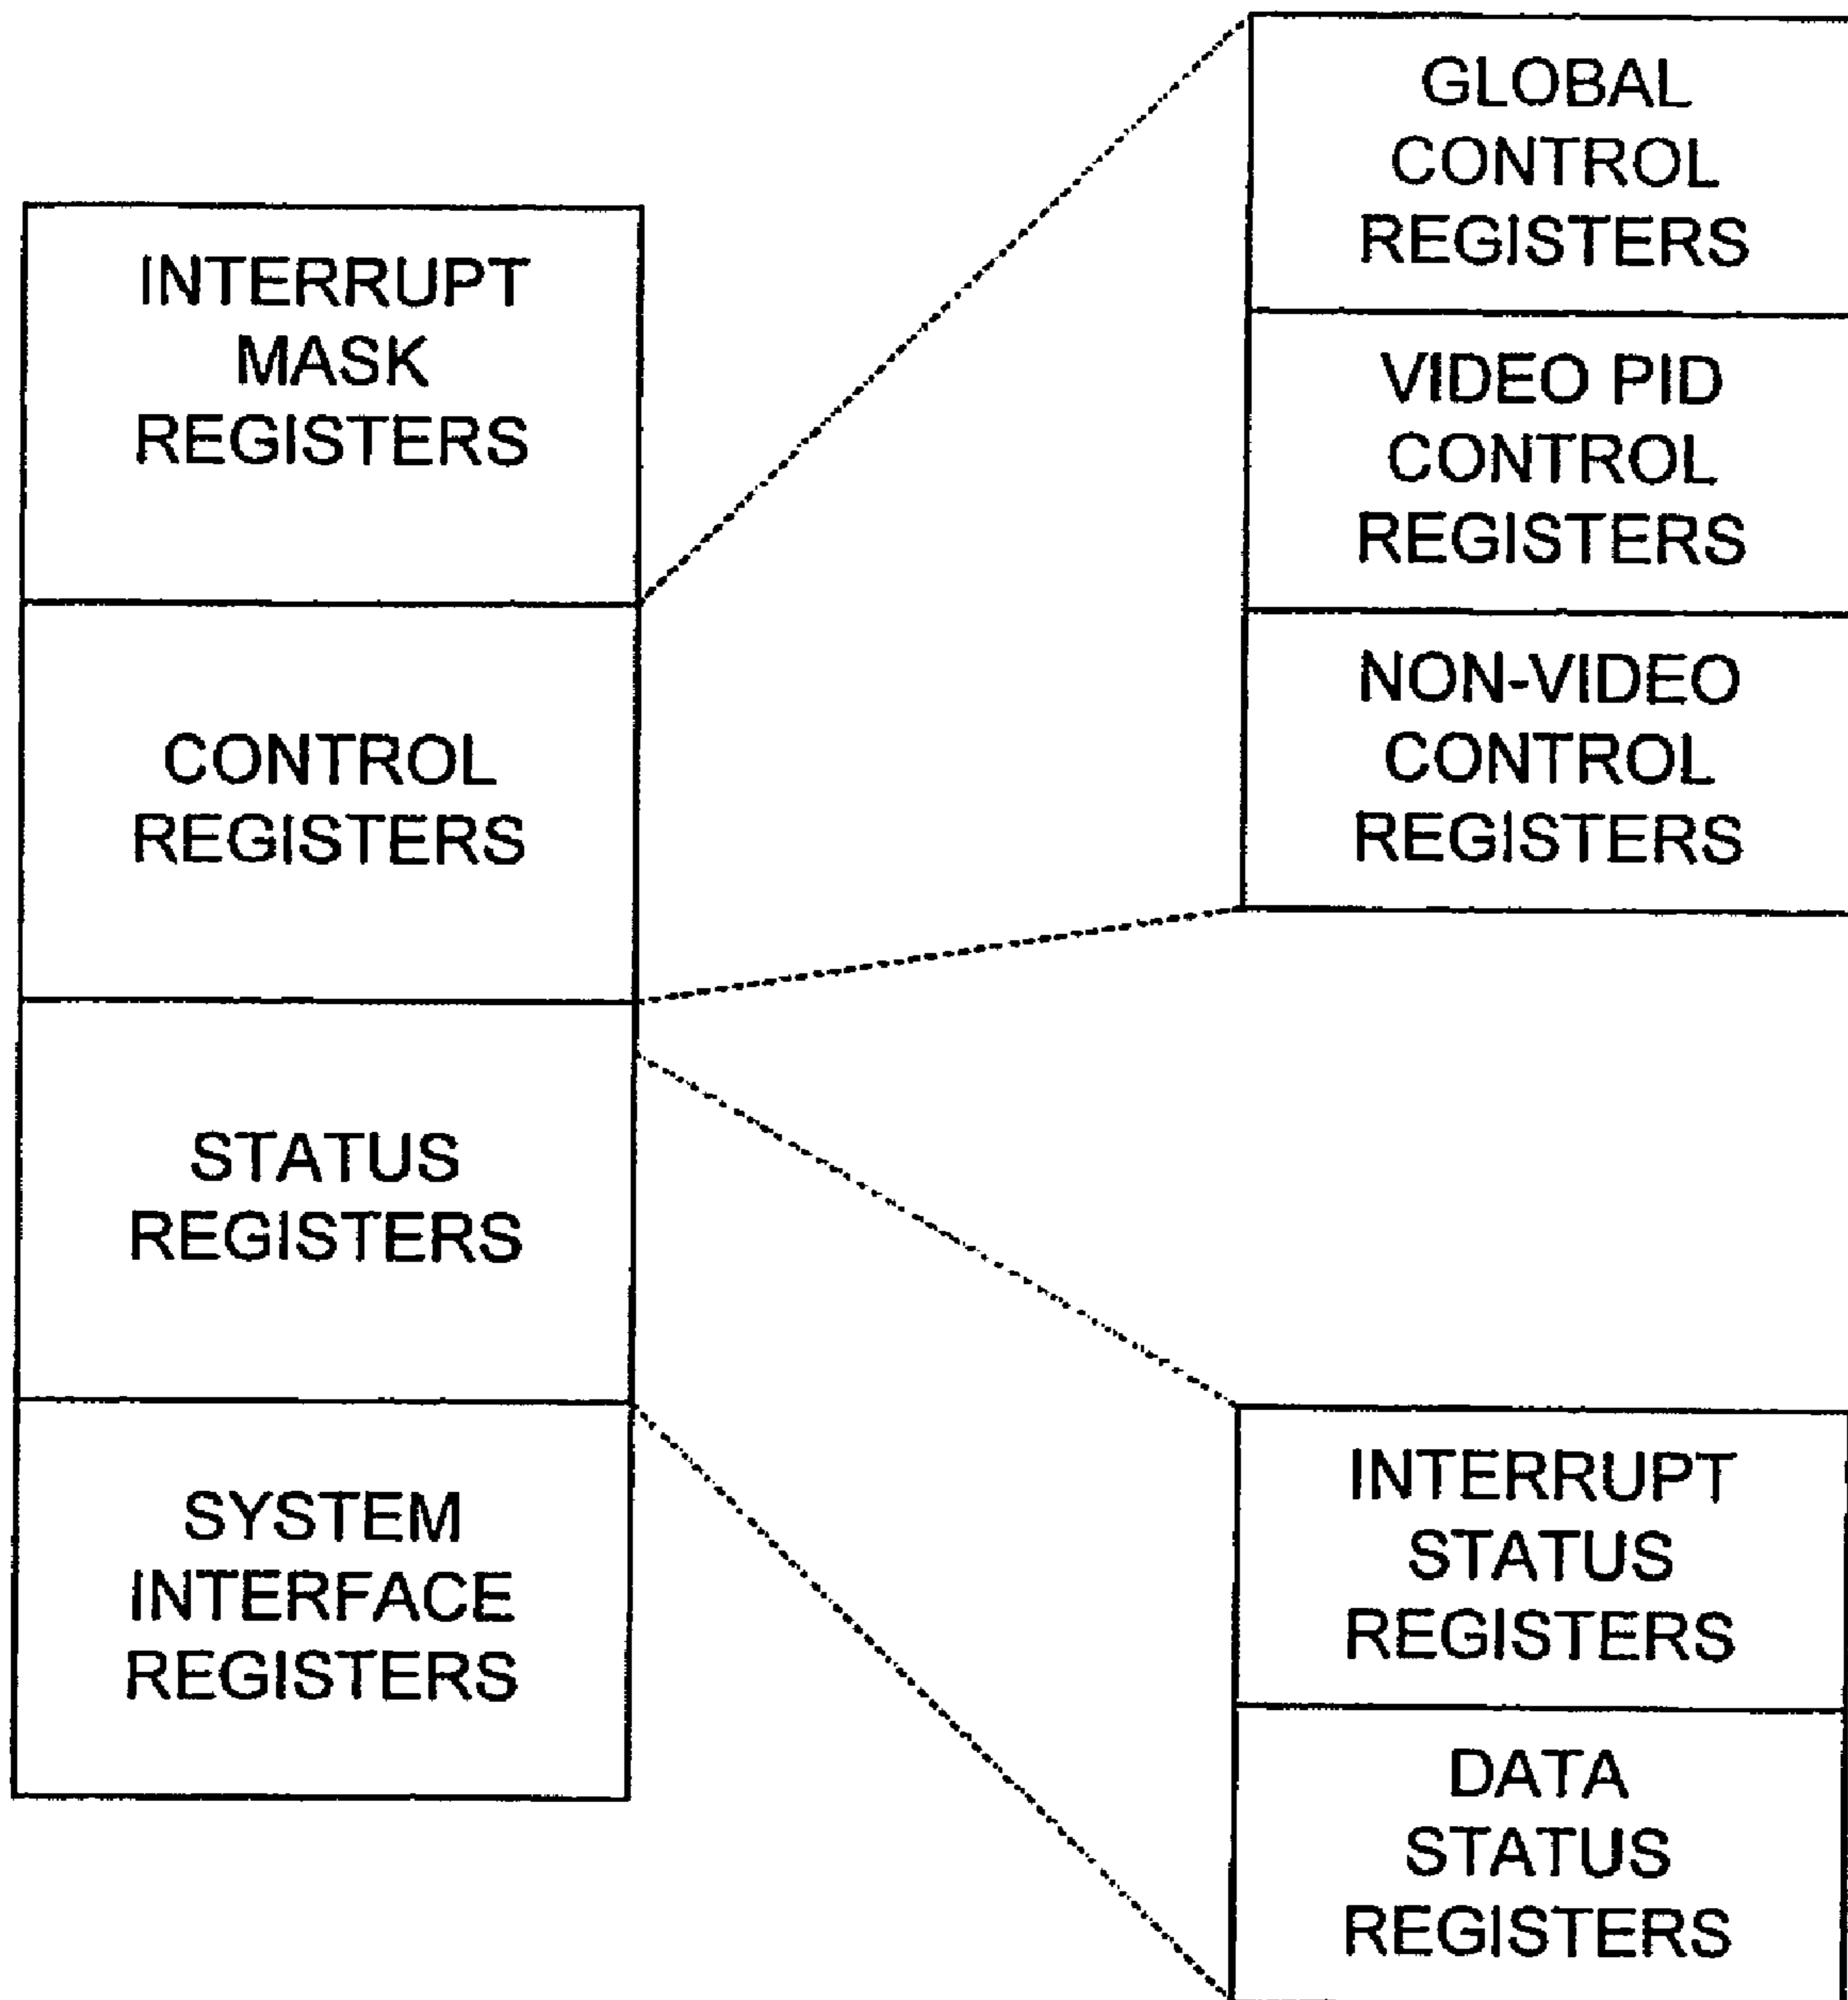 INTERRUPT
MASK
REGISTERS
CONTROL
REGISTERS
STATUS
REGISTERS
SYSTEM
INTERFACE
REGISTERS
GLOBAL
CONTROL
REGISTERS
VIDEO PID
CONTROL
REGISTERS
NON-VIDEO
CONTROL
REGISTERS
INTERRUPT
STATUS
REGISTERS
DATA
STATUS
REGISTERS